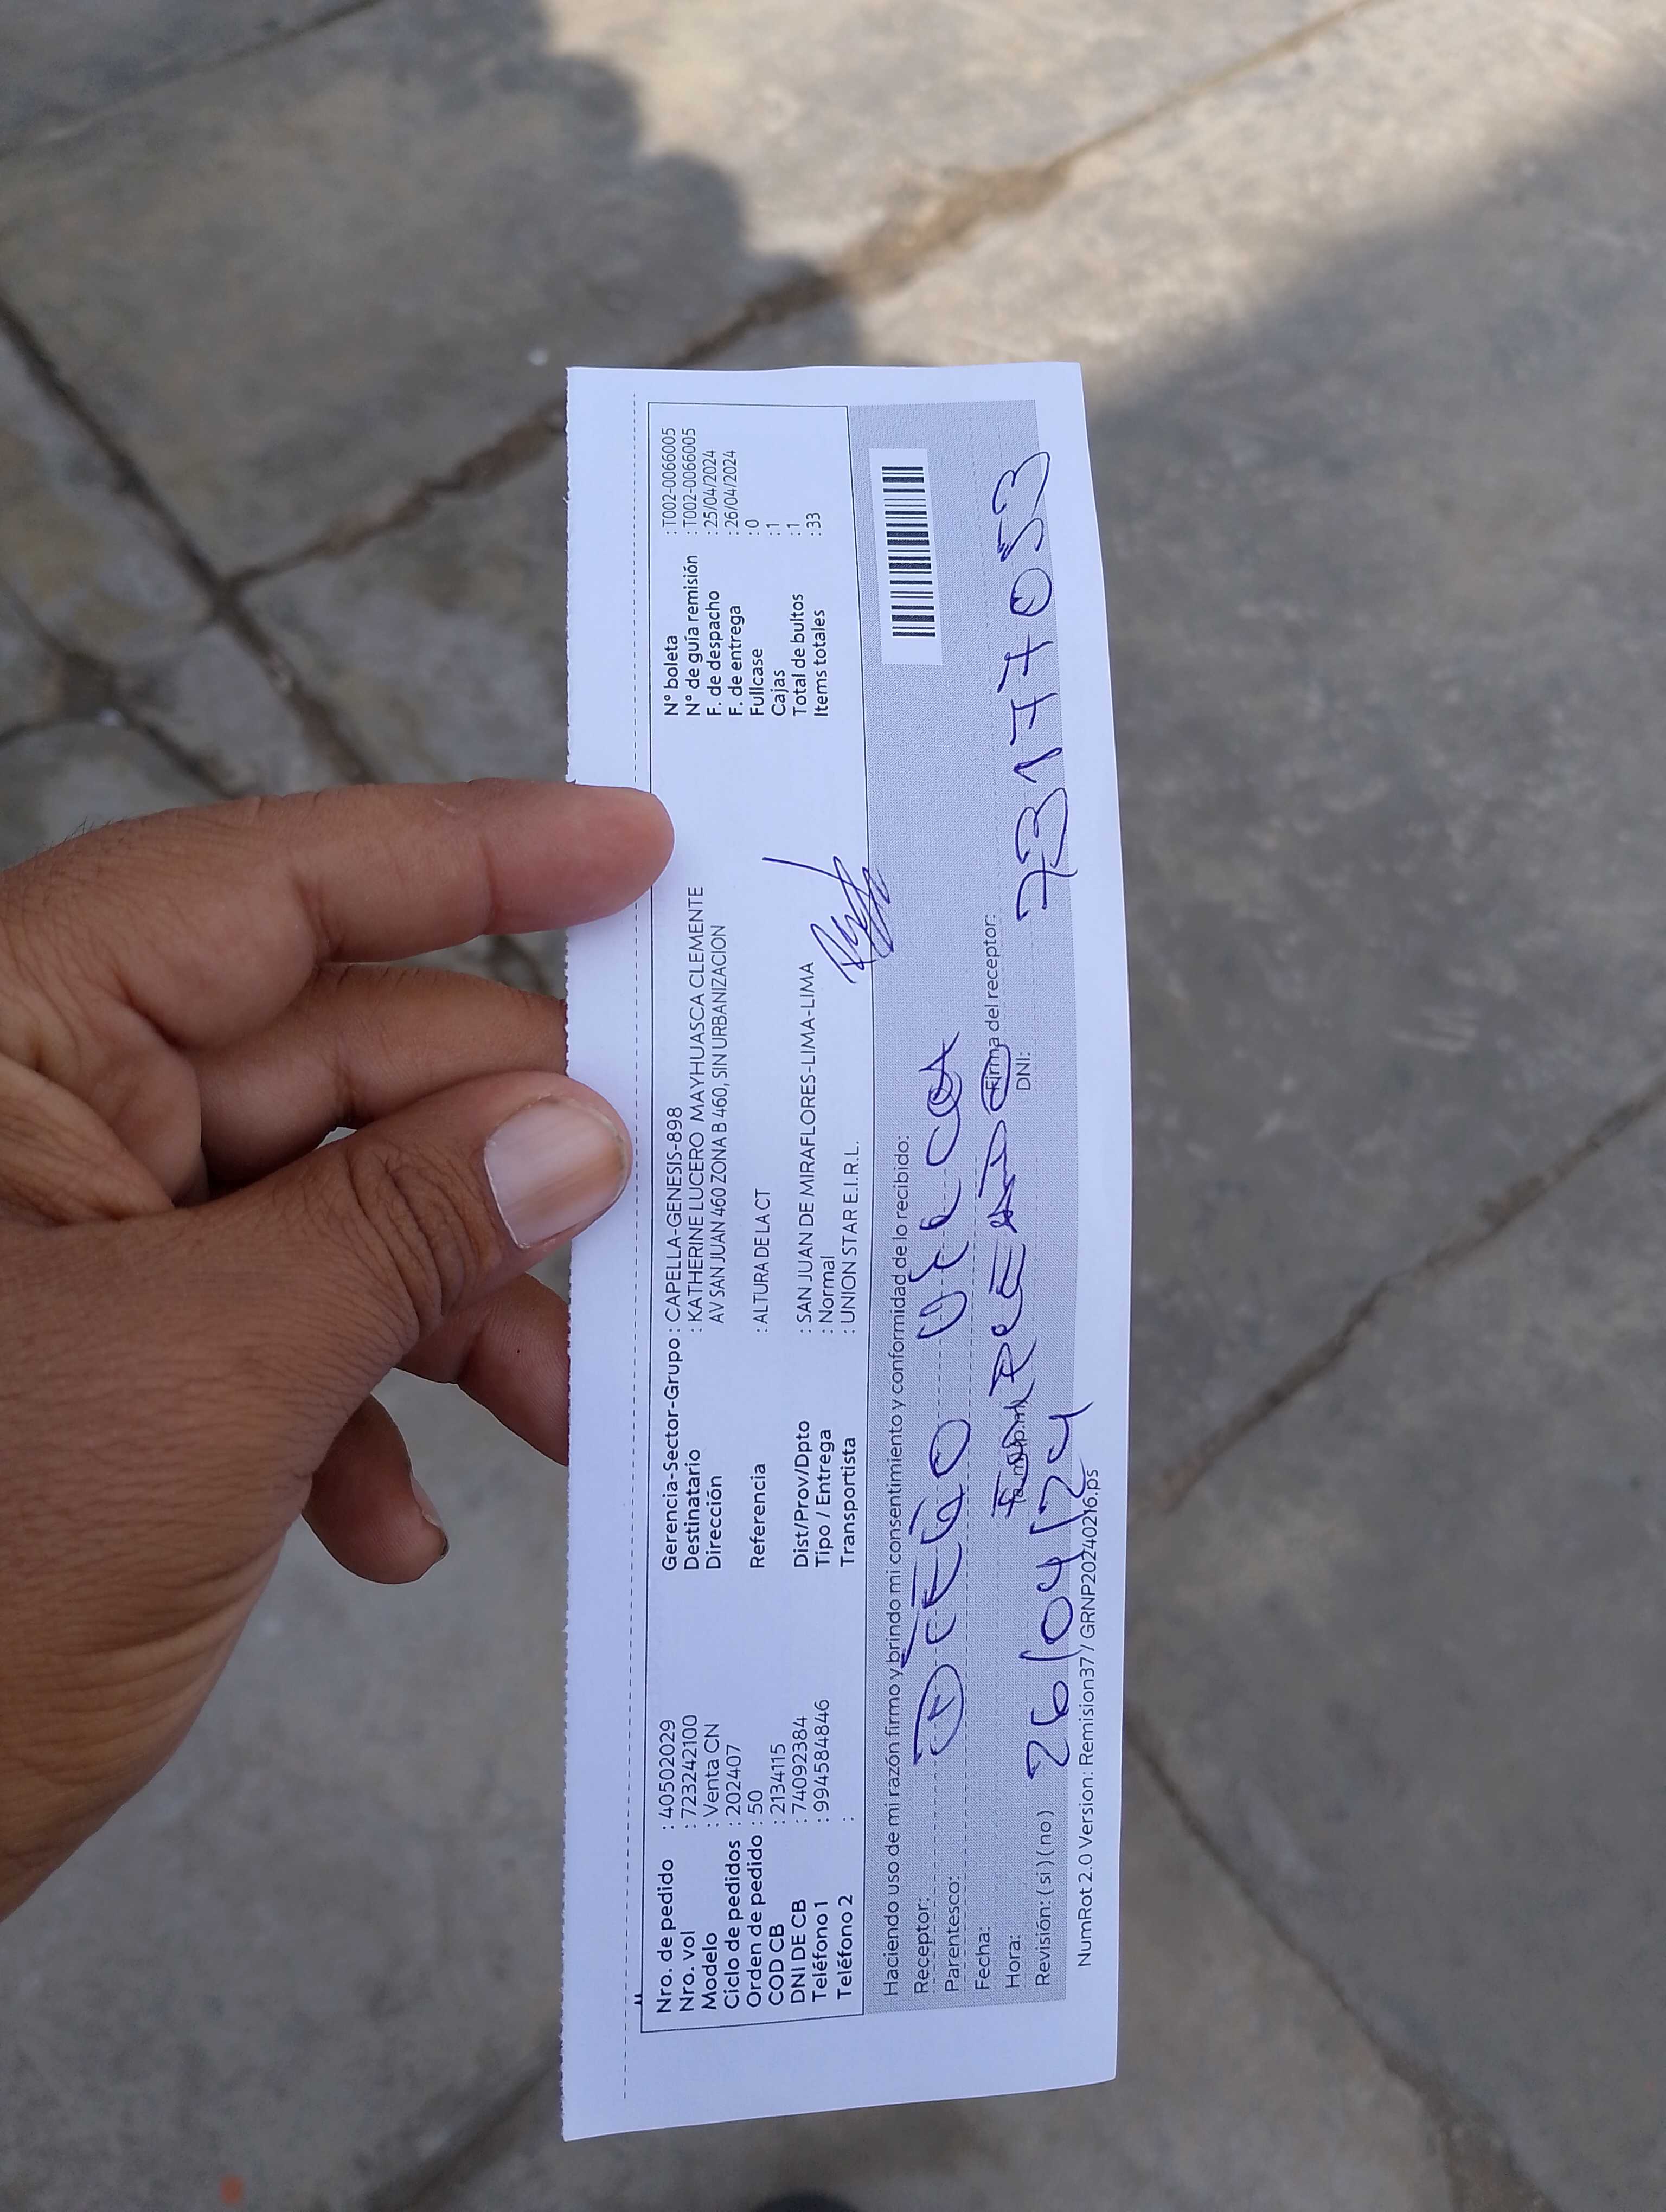 Nro. de pedido : 40502029
Nro. vol : 723242100
Modelo : Venta CN
Ciclo de pedidos : 202407
Orden de pedido : 50
COD CB : 2134115
DNI DE CB : 74092384
Teléfono 1 : 994584846
Teléfono 2 :
Gerencia-Sector-Grupo : CAPELLA-GENESIS-898
Destinatario : KATHERINE LUCERO MAYHUASCA CLEMENTE
Dirección AV SAN JUAN 460 ZONA B 460, SIN URBANIZACION
Referencia : ALTURA DE LA CT
Dist/Prov/Dpto : SAN JUAN DE MIRAFLORES-LIMA-LIMA
Tipo / Entrega : Normal
Transportista : UNION STAR E.I.R.L.
N° boleta : T002-0066005
N° de guía remisión : T002-0066005
F. de despacho : 25/04/2024
F. de entrega : 26/04/2024
Fullcase : 0
Cajas : 1
Total de bultos : 1
Items totales : 33
Haciendo uso de mi razón firmo y brindo mi consentimiento y conformidad de lo recibido:
Receptor: DIEGO
Parentesco:
Fecha:
Firma del receptor:
Hora:
DNI: 73177053
Revisión: ( si ) ( no ) 26/04/24
NumRot 2.0 Version: Remision37 / GRNP20240216.ps